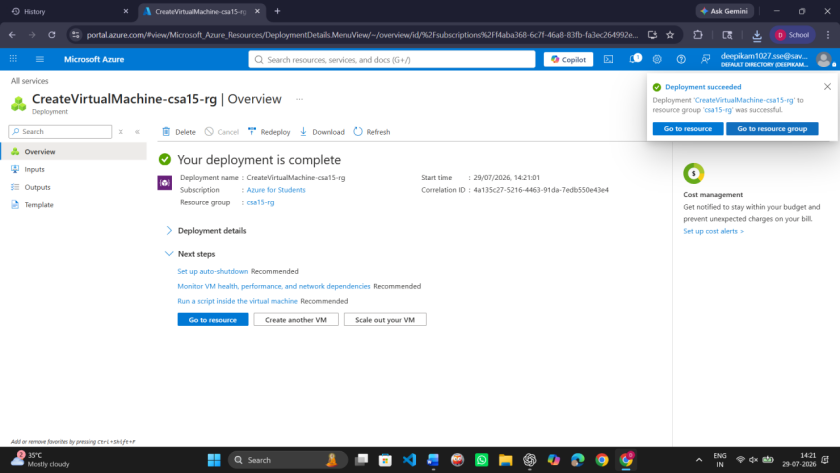 History
CreateVirtualMachine-csa15-rg
Ask Gemini
portal.azure.com/#view/Microsoft_Azure_Resources/DeploymentDetails.MenuView/~/overview/id/%2Fsubscriptions%2Ff4aba368-6c7f-46a8-83fb-fa3ec264992e...
School
Microsoft Azure
Search resources, services, and docs (G+/)
Copilot
1
deepikam1027.sse@sav...
DEFAULT DIRECTORY (DEEPIKAM....
All services
CreateVirtualMachine-csa15-rg | Overview ...
Deployment
Search
Delete
Cancel
Redeploy
Download
Refresh
Overview
Inputs
Outputs
Template
Your deployment is complete
Deployment name : CreateVirtualMachine-csa15-rg
Subscription : Azure for Students
Resource group : csa15-rg
Start time : 29/07/2026, 14:21:01
Correlation ID : 4a135c27-5216-4463-91da-7edb550e43e4
Deployment details
Next steps
Set up auto-shutdown Recommended
Monitor VM health, performance, and network dependencies Recommended
Run a script inside the virtual machine Recommended
Go to resource
Create another VM
Scale out your VM
Deployment succeeded
Deployment 'CreateVirtualMachine-csa15-rg' to
resource group 'csa15-rg' was successful.
Go to resource
Go to resource group
Cost management
Get notified to stay within your budget and
prevent unexpected charges on your bill.
Set up cost alerts >
Add or remove favorites by pressing Ctrl+Shift+F
2
35°C
Mostly cloudy
Search
ENG
IN
14:21
29-07-2026